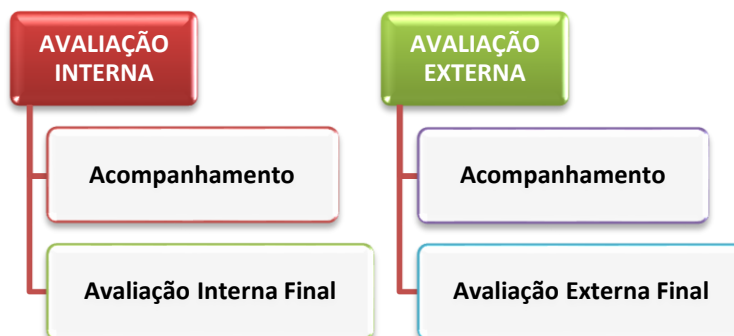 AVALIAÇÃO
INTERNA
Acompanhamento
Avaliação Interna Final
AVALIAÇÃO
EXTERNA
Acompanhamento
Avaliação Externa Final